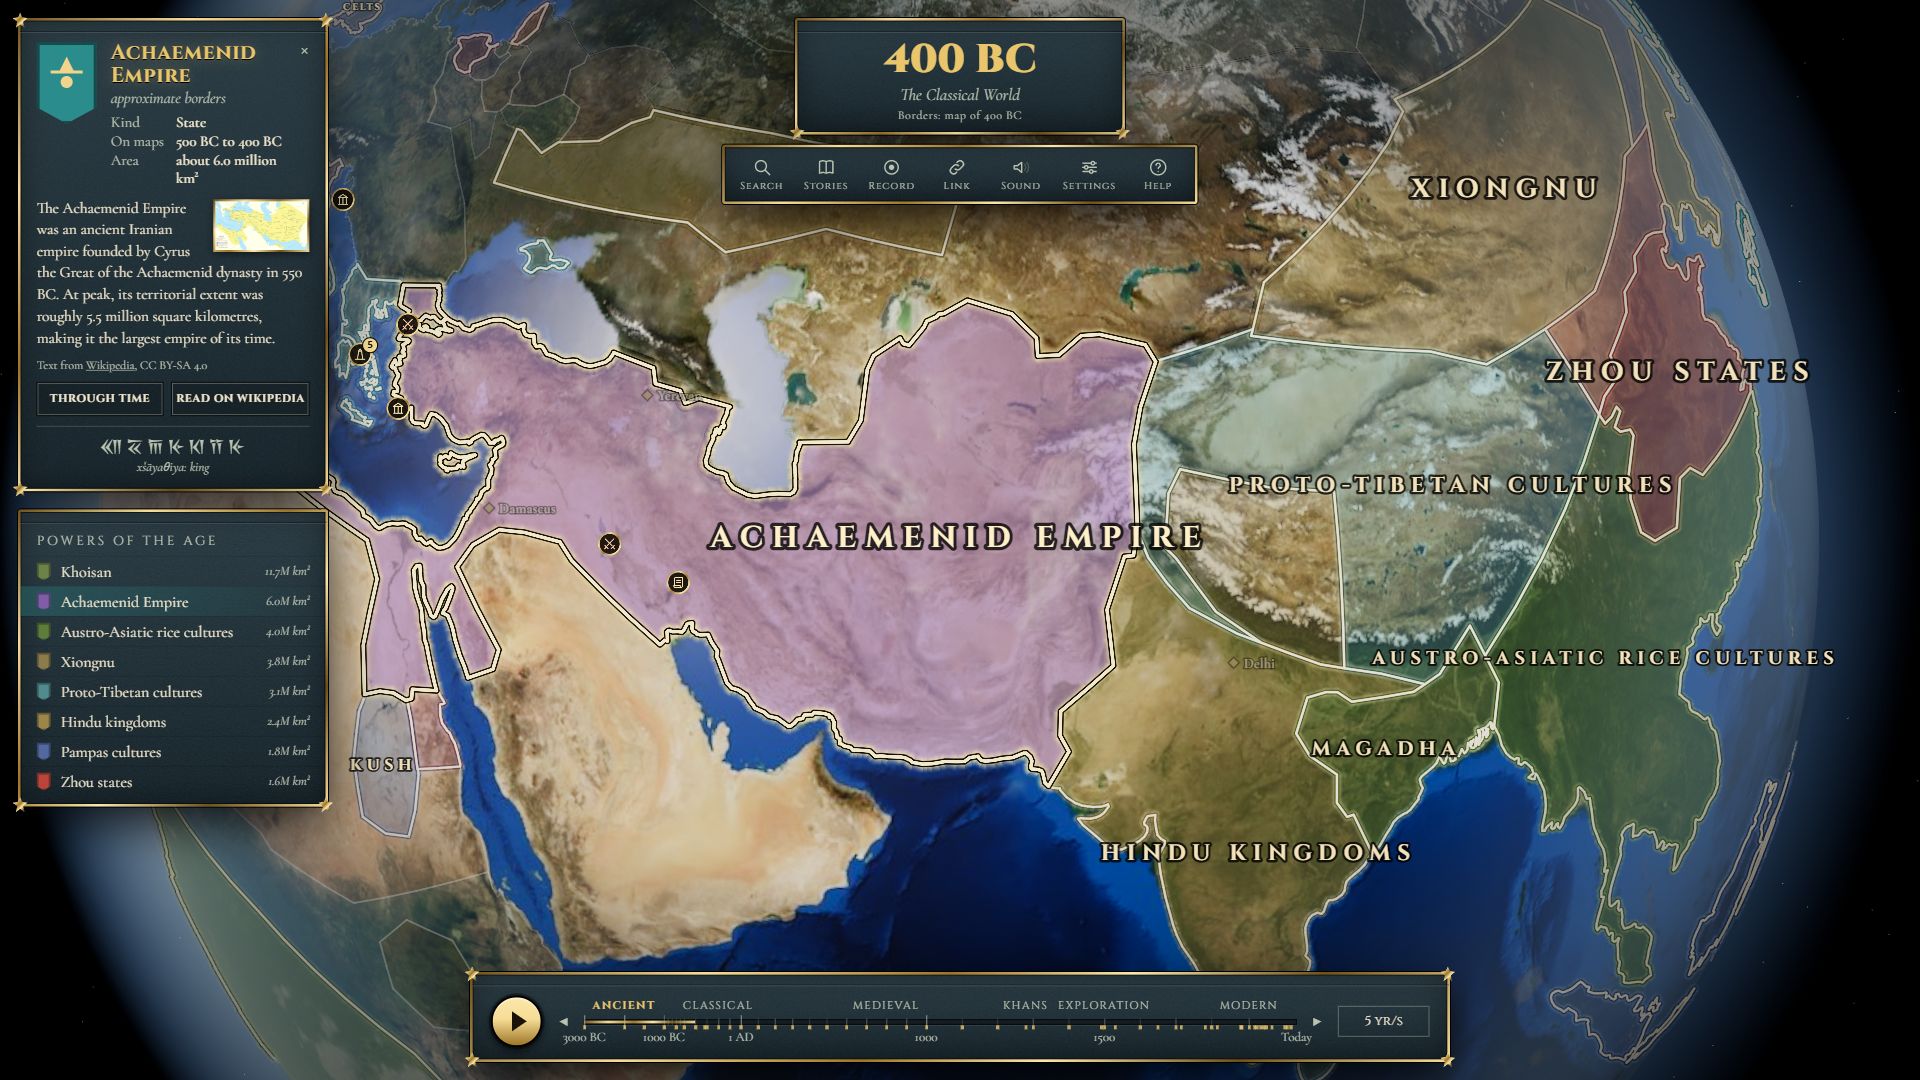 CELTS
ACHAEMENID
EMPIRE
×
approximate borders
Kind State
On maps 500 BC to 400 BC
Area about 6.0 million
km²
The Achaemenid Empire
was an ancient Iranian
empire founded by Cyrus
the Great of the Achaemenid dynasty in 550
BC. At peak, its territorial extent was
roughly 5.5 million square kilometres,
making it the largest empire of its time.
Text from Wikipedia, CC BY-SA 4.0
THROUGH TIME
READ ON WIKIPEDIA
xšāyaθiya: king
POWERS OF THE AGE
Khoisan 11.7M km²
Achaemenid Empire 6.0M km²
Austro-Asiatic rice cultures 4.0M km²
Xiongnu 3.8M km²
Proto-Tibetan cultures 3.1M km²
Hindu kingdoms 2.4M km²
Pampas cultures 1.8M km²
Zhou states 1.6M km²
400 BC
The Classical World
Borders: map of 400 BC
SEARCH STORIES RECORD LINK SOUND SETTINGS HELP
XIONGNU
5
ZHOU STATES
Yerevan
PROTO-TIBETAN CULTURES
Damascus
ACHAEMENID EMPIRE
AUSTRO-ASIATIC RICE CULTURES
Delhi
MAGADHA
KUSH
HINDU KINGDOMS
ANCIENT CLASSICAL MEDIEVAL KHANS EXPLORATION MODERN
3000 BC 1000 BC 1 AD 1000 1500 Today
5 YR/S